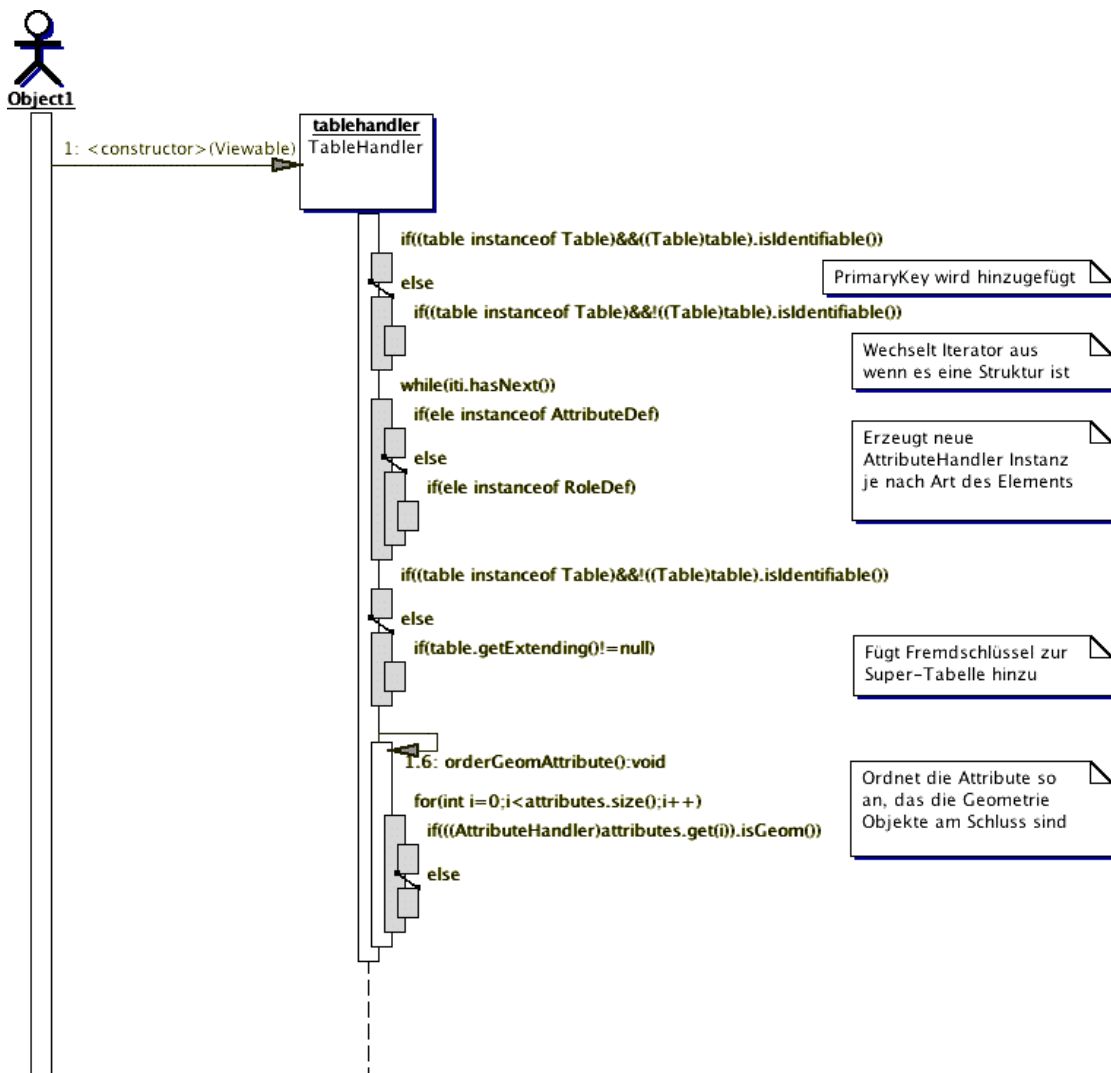 Object1
tablehandler
TableHandler
1: <constructor>(Viewable)
if((table instanceof Table)&&((Table)table).isIdentifiable())
else
PrimaryKey wird hinzugefügt
if((table instanceof Table)&&!((Table)table).isIdentifiable())
Wechselt Iterator aus
wenn es eine Struktur ist
while(iti.hasNext())
if(ele instanceof AttributeDef)
else
if(ele instanceof RoleDef)
Erzeugt neue
AttributeHandler Instanz
je nach Art des Elements
if((table instanceof Table)&&!((Table)table).isIdentifiable())
else
if(table.getExtending()!=null)
Fügt Fremdschlüssel zur
Super-Tabelle hinzu
1.6: orderGeomAttribute():void
for(int i=0;i<attributes.size();i++)
if(((AttributeHandler)attributes.get(i)).isGeom())
else
Ordnet die Attribute so
an, das die Geometrie
Objekte am Schluss sind